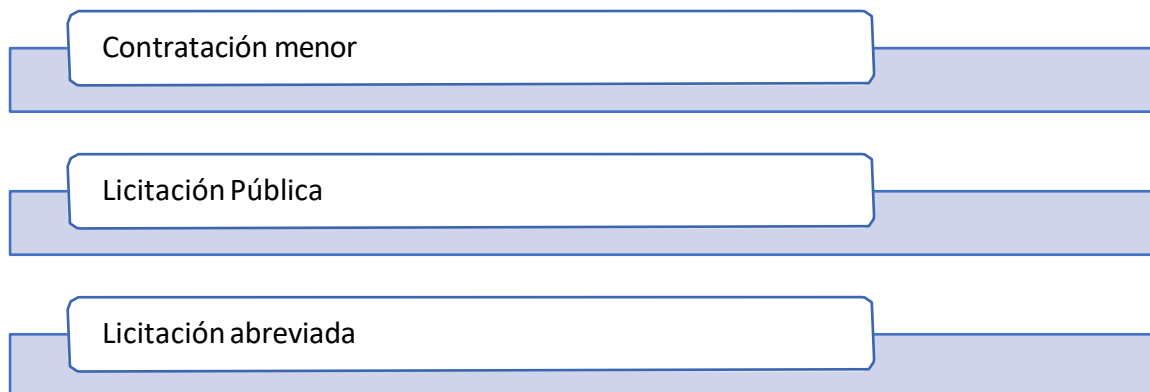 Contratación menor
Licitación Pública
Licitación abreviada